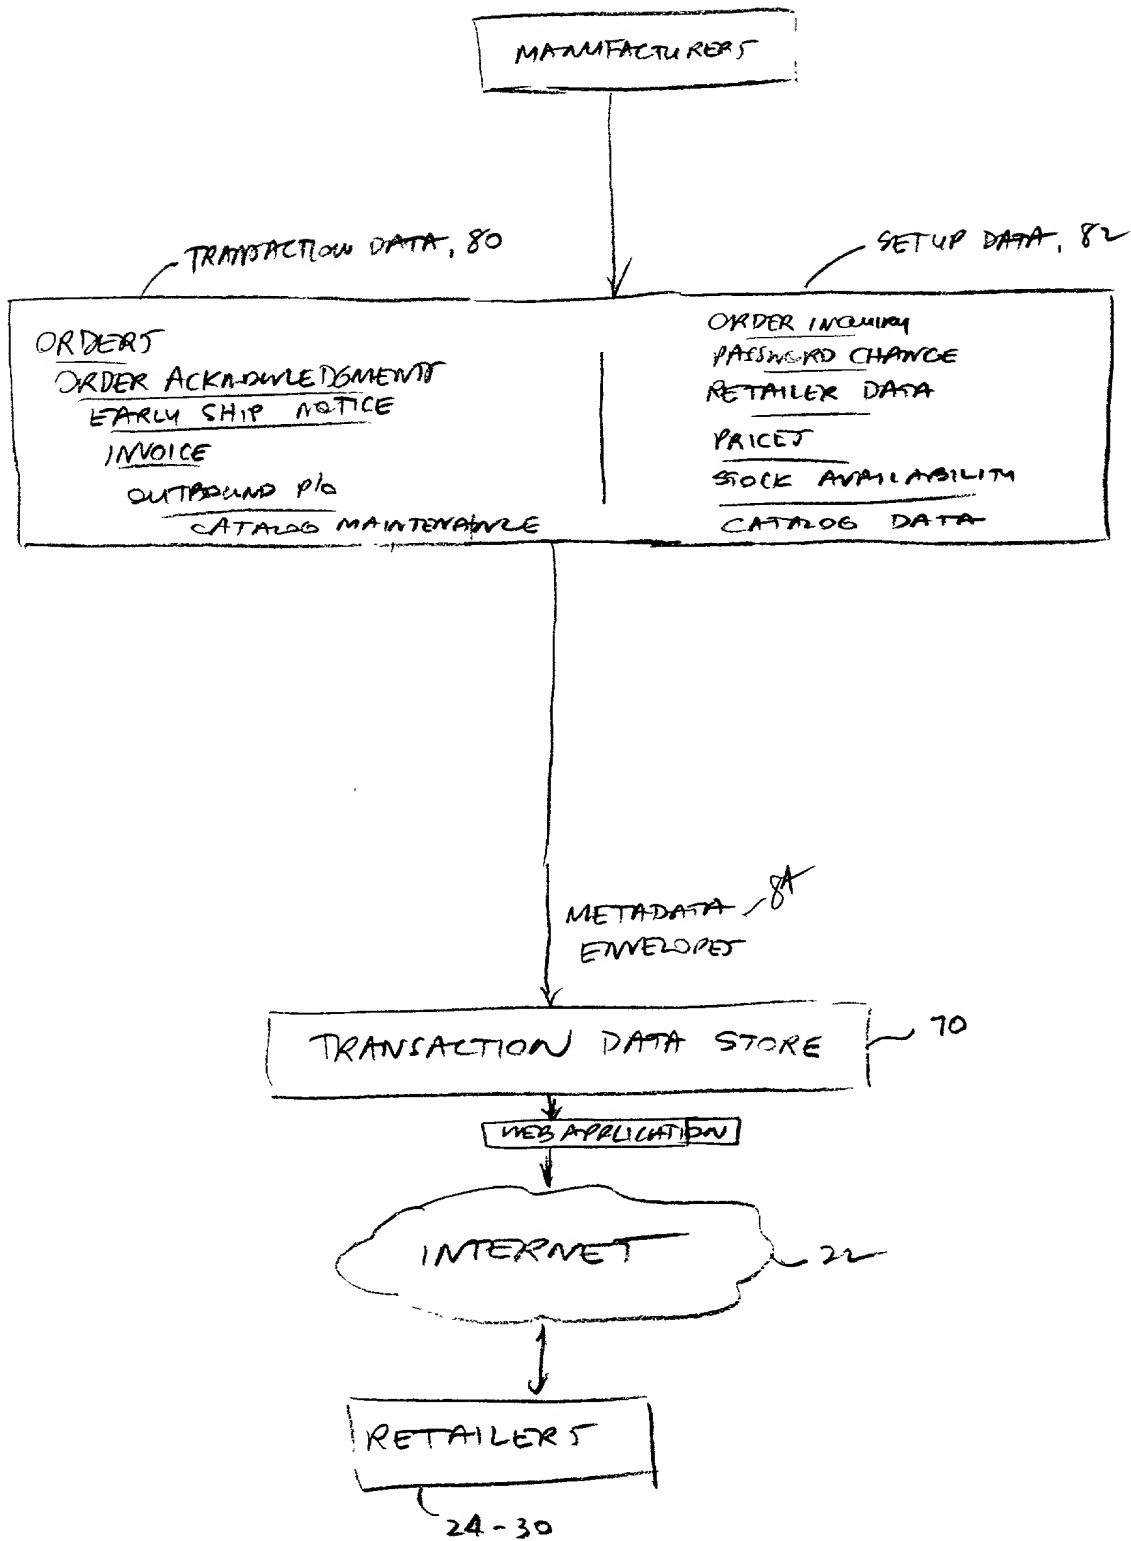 MANUFACTURERS
TRANSACTION DATA, 80
SETUP DATA, 82
ORDERS
ORDER ACKNOWLEDGMENTS
EARLY SHIP NOTICE
INVOICE
OUTBOUND P/O
CATALOG MAINTENANCE
ORDER INQUIRY
PASSWORD CHANGE
RETAILER DATA
PRICES
STOCK AVAILABILITY
CATALOG DATA
METADATA 84
ENVELOPES
TRANSACTION DATA STORE 70
WEB APPLICATION
INTERNET 22
RETAILERS
24-30